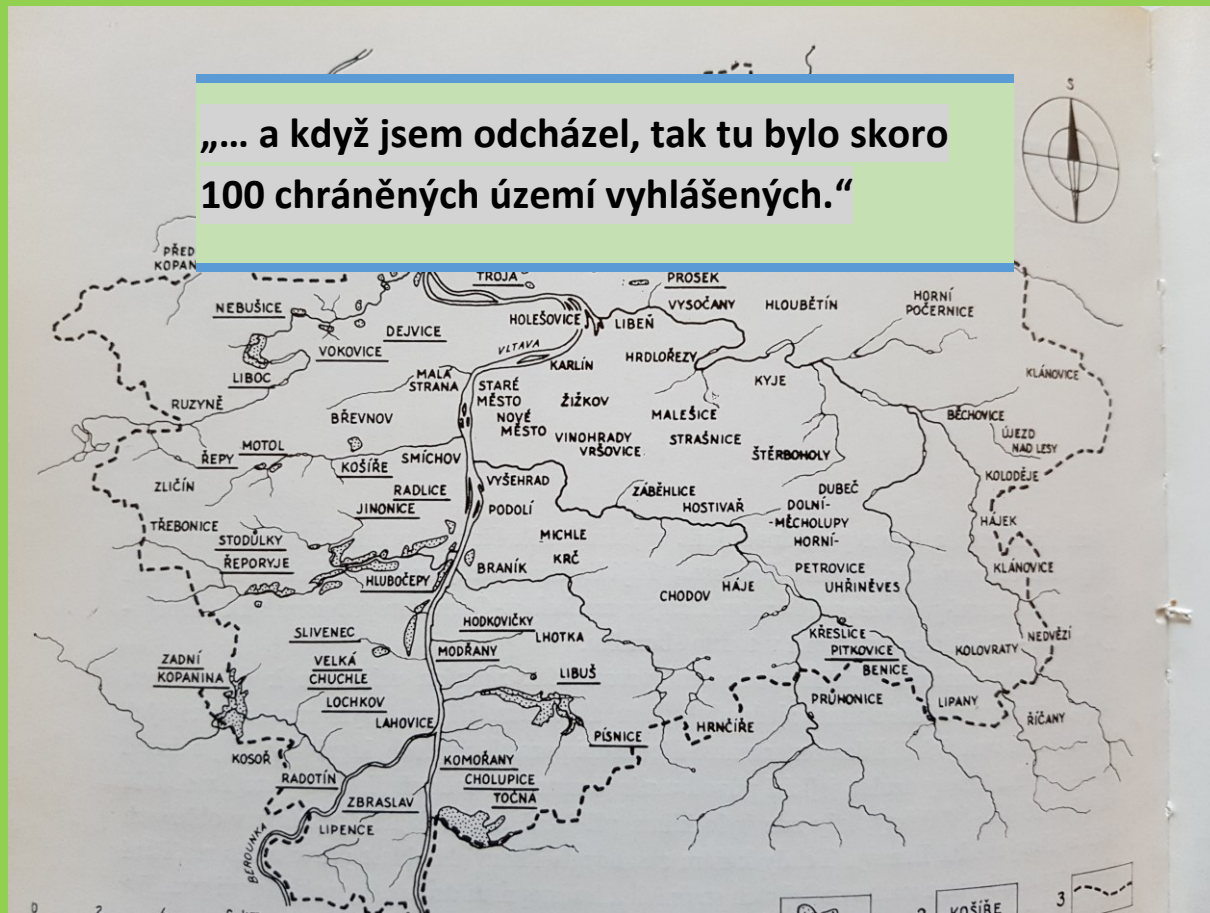 „… a když jsem odcházel, tak tu bylo skoro
100 chráněných území vyhlášených.“
S
PŘED
KOPAN
TROJA
PROSEK
NEBUŠICE
VYSOČANY
HLOUBĚTÍN
HORNÍ
POČERNICE
DEJVICE
HOLEŠOVICE
LIBEŇ
VOKOVICE
VLTAVA
KARLÍN
HRDLOŘEZY
LIBOC
MALÁ
STRANA
STARÉ
MĚSTO
NOVÉ
MĚSTO
ŽIŽKOV
KYJE
KLÁNOVICE
RUZYNĚ
BŘEVNOV
MALEŠICE
BĚCHOVICE
MOTOL
VINOHRADY
VRŠOVICE
STRAŠNICE
ÚJEZD
NAD LESY
ŘEPY
KOŠÍŘE
SMÍCHOV
ŠTĚRBOHOLY
KOLODĚJE
ZLIČÍN
RADLICE
VYŠEHRAD
ZÁBĚHLICE
DUBEČ
JINONICE
PODOLÍ
HOSTIVAŘ
DOLNÍ-
-MĚCHOLUPY
HORNÍ-
TŘEBONICE
HÁJEK
STODŮLKY
MICHLE
ŘEPORYJE
BRANÍK
KRČ
PETROVICE
KLÁNOVICE
HLUBOČEPY
HÁJE
UHŘINĚVES
CHODOV
HODKOVIČKY
SLIVENEC
LHOTKA
KŘESLICE
NEDVĚZÍ
ZADNÍ
KOPANINA
MODŘANY
PITKOVICE
KOLOVRATY
VELKÁ
CHUCHLE
LIBUŠ
BENICE
LOCHKOV
PRŮHONICE
LIPANY
LAHOVICE
HRNČÍŘE
ŘÍČANY
PÍSNICE
KOSOŘ
KOMOŘANY
RADOTÍN
CHOLUPICE
TOČNÁ
ZBRASLAV
LIPENCE
BEROUNKA
0
2
4
KOŠÍŘE
3